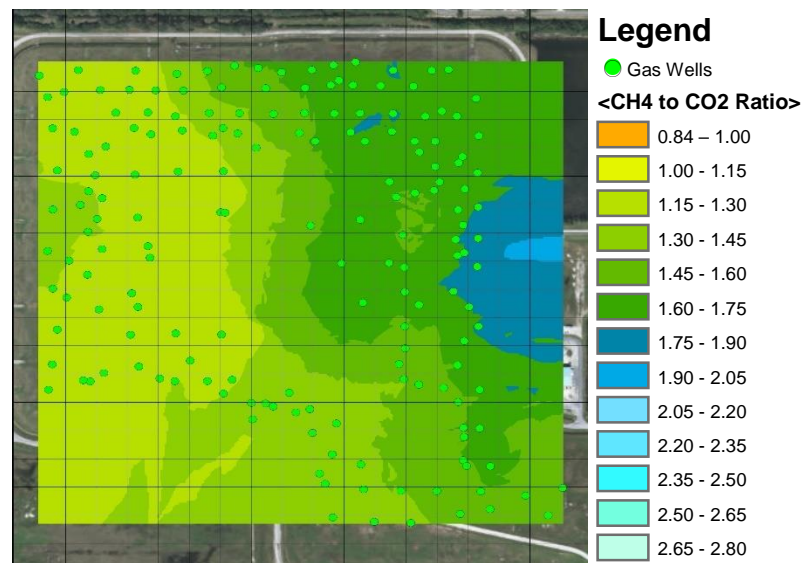 Legend
Gas Wells
<CH4 to CO2 Ratio>
0.84 – 1.00
1.00 - 1.15
1.15 - 1.30
1.30 - 1.45
1.45 - 1.60
1.60 - 1.75
1.75 - 1.90
1.90 - 2.05
2.05 - 2.20
2.20 - 2.35
2.35 - 2.50
2.50 - 2.65
2.65 - 2.80